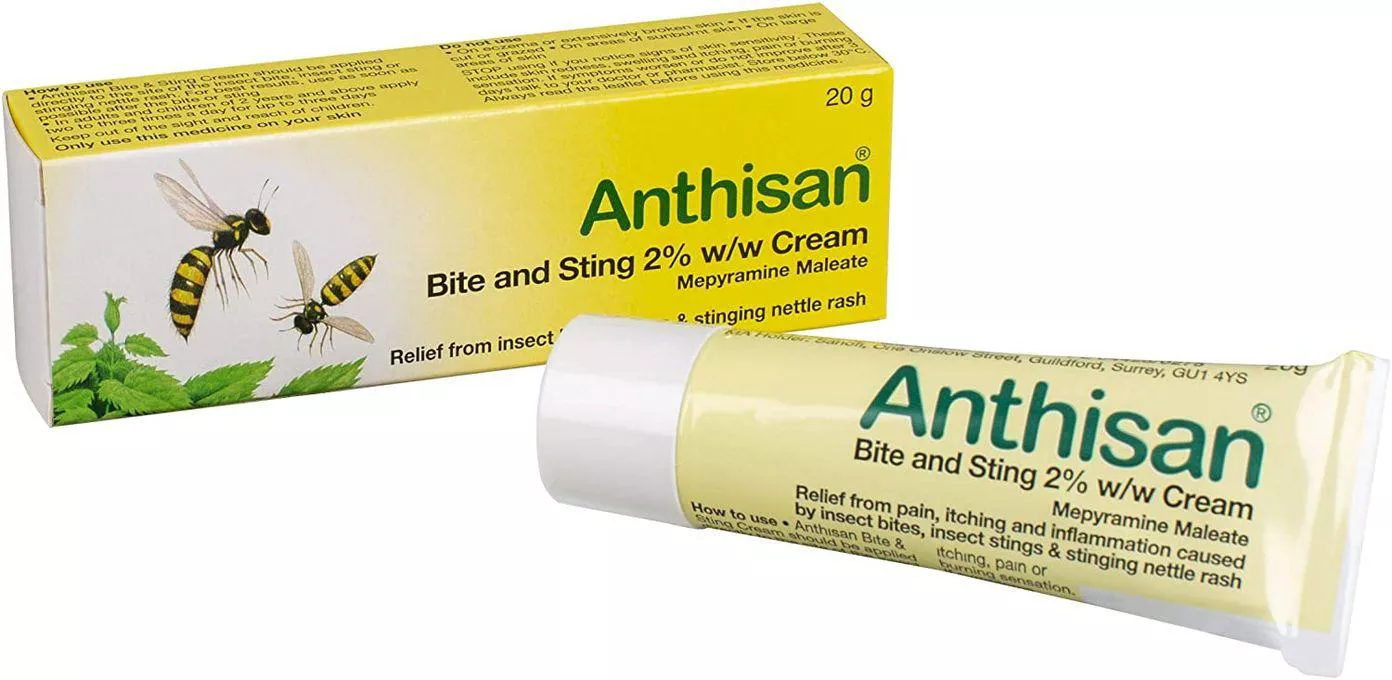 How to use
• Anthisan Bite & Sting Cream should be applied
directly to the site of the insect bite, insect sting or
stinging nettle rash. For best results, use as soon as
possible after the bite or sting.
• In adults and children of 2 years and above apply
two to three times a day for up to three days
Keep out of the sight and reach of children.
Only use this medicine on your skin
Do not use
• On eczema or extensively broken skin • If the skin is
cut or grazed • On areas of sunburnt skin • On large
areas of skin
STOP using if you notice signs of skin sensitivity. These
include skin redness, swelling and itching, pain or burning
sensation. If symptoms worsen or do not improve after 3
days talk to your doctor or pharmacist. Store below 30°C.
Always read the leaflet before using this medicine.
20 g
Anthisan®
Bite and Sting 2% w/w Cream
Mepyramine Maleate
Relief from insect & stinging nettle rash
MA Holder: Sanofi, One Onslow Street, Guildford, Surrey, GU1 4YS
20g
Anthisan®
Bite and Sting 2% w/w Cream
Mepyramine Maleate
Relief from pain, itching and inflammation caused
by insect bites, insect stings & stinging nettle rash
How to use • Anthisan Bite &
Sting Cream should be applied
itching, pain or
burning sensation.